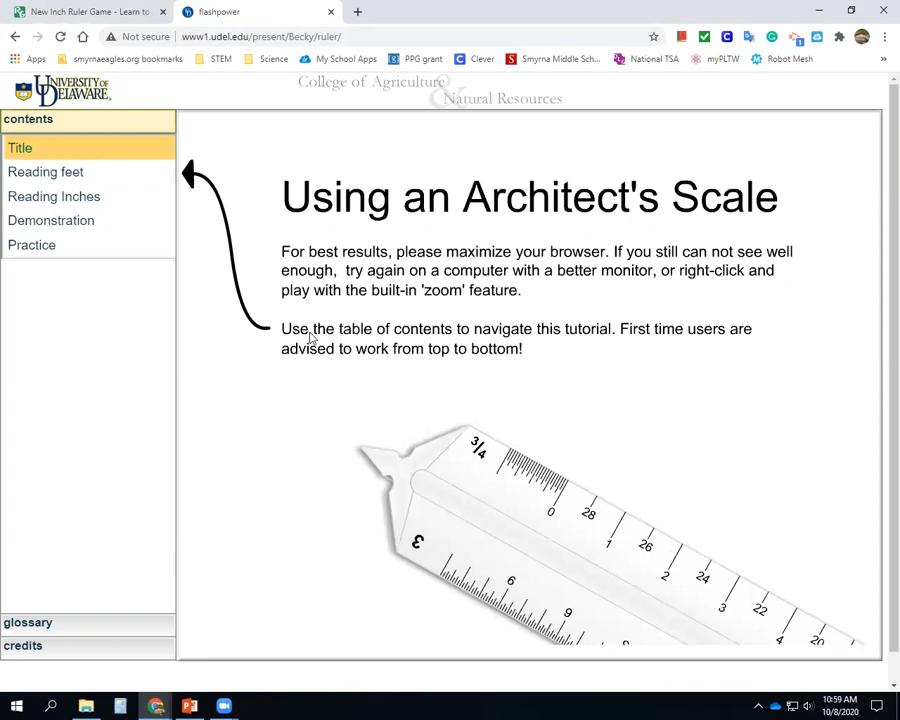 New Inch Ruler Game - Learn to
flashpower
Not secure
www1.udel.edu/present/Becky/ruler/
Apps
smyrnaeagles.org bookmarks
STEM
Science
My School Apps
PPG grant
Clever
Smyrna Middle Sch...
National TSA
myPLTW
Robot Mesh
»
UNIVERSITY OF
DELAWARE.
College of Agriculture
&
Natural Resources
contents
Title
Reading feet
Reading Inches
Demonstration
Practice
Using an Architect's Scale
For best results, please maximize your browser. If you still can not see well
enough, try again on a computer with a better monitor, or right-click and
play with the built-in 'zoom' feature.
Use the table of contents to navigate this tutorial. First time users are
advised to work from top to bottom!
3/4
0
28
1
26
2
24
3
22
4
20
3
6
9
glossary
credits
10:59 AM
10/8/2020